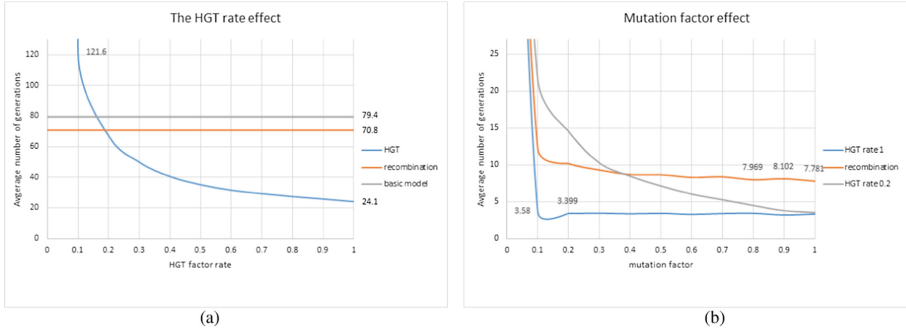 The HGT rate effect
Avgerage number of generations
120
100
80
60
40
20
0
0 0.1 0.2 0.3 0.4 0.5 0.6 0.7 0.8 0.9 1
HGT factor rate
121.6
79.4
70.8
24.1
HGT
recombination
basic model
(a)
Mutation factor effect
Avgerage number of generations
25
20
15
10
5
0
0 0.1 0.2 0.3 0.4 0.5 0.6 0.7 0.8 0.9 1
mutation factor
3.58
3.399
7.969
8.102
7.781
HGT rate 1
recombination
HGT rate 0.2
(b)